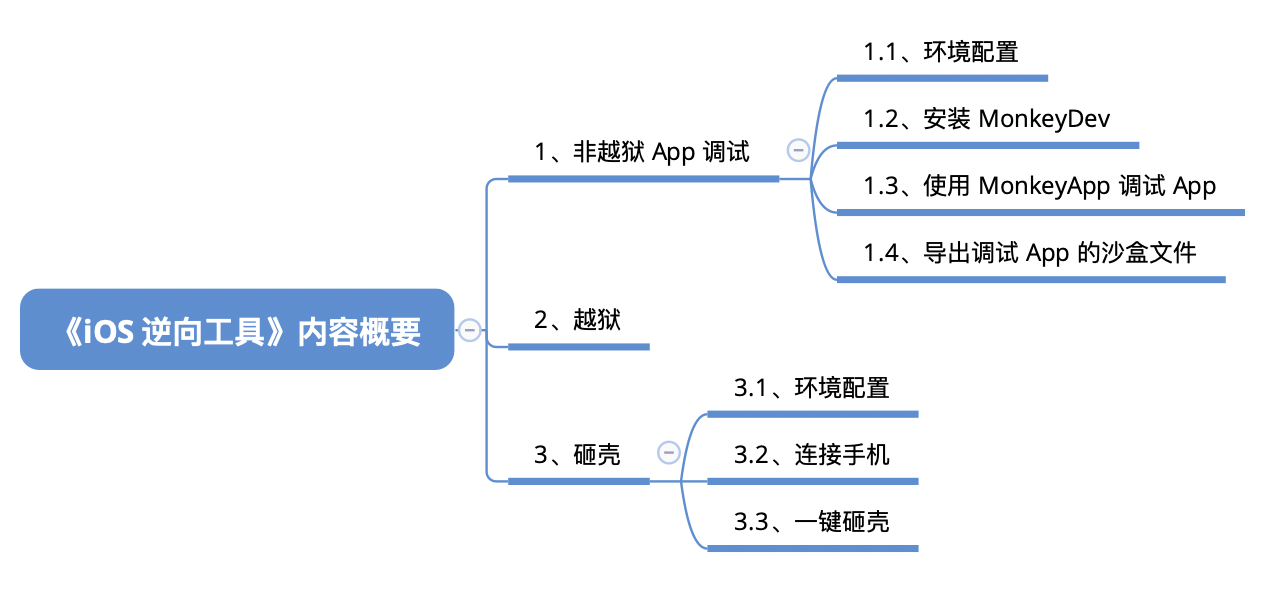 《iOS 逆向工具》内容概要
1、非越狱 App 调试
1.1、环境配置
1.2、安装 MonkeyDev
1.3、使用 MonkeyApp 调试 App
1.4、导出调试 App 的沙盒文件
2、越狱
3、砸壳
3.1、环境配置
3.2、连接手机
3.3、一键砸壳